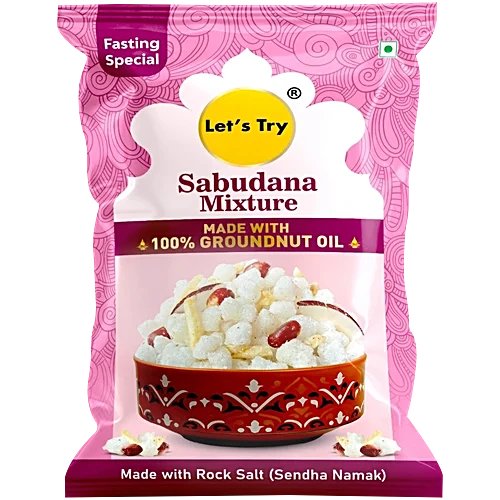 Fasting
Special
®
Let's Try
Sabudana
Mixture
MADE WITH
100% GROUNDNUT OIL
Made with Rock Salt (Sendha Namak)